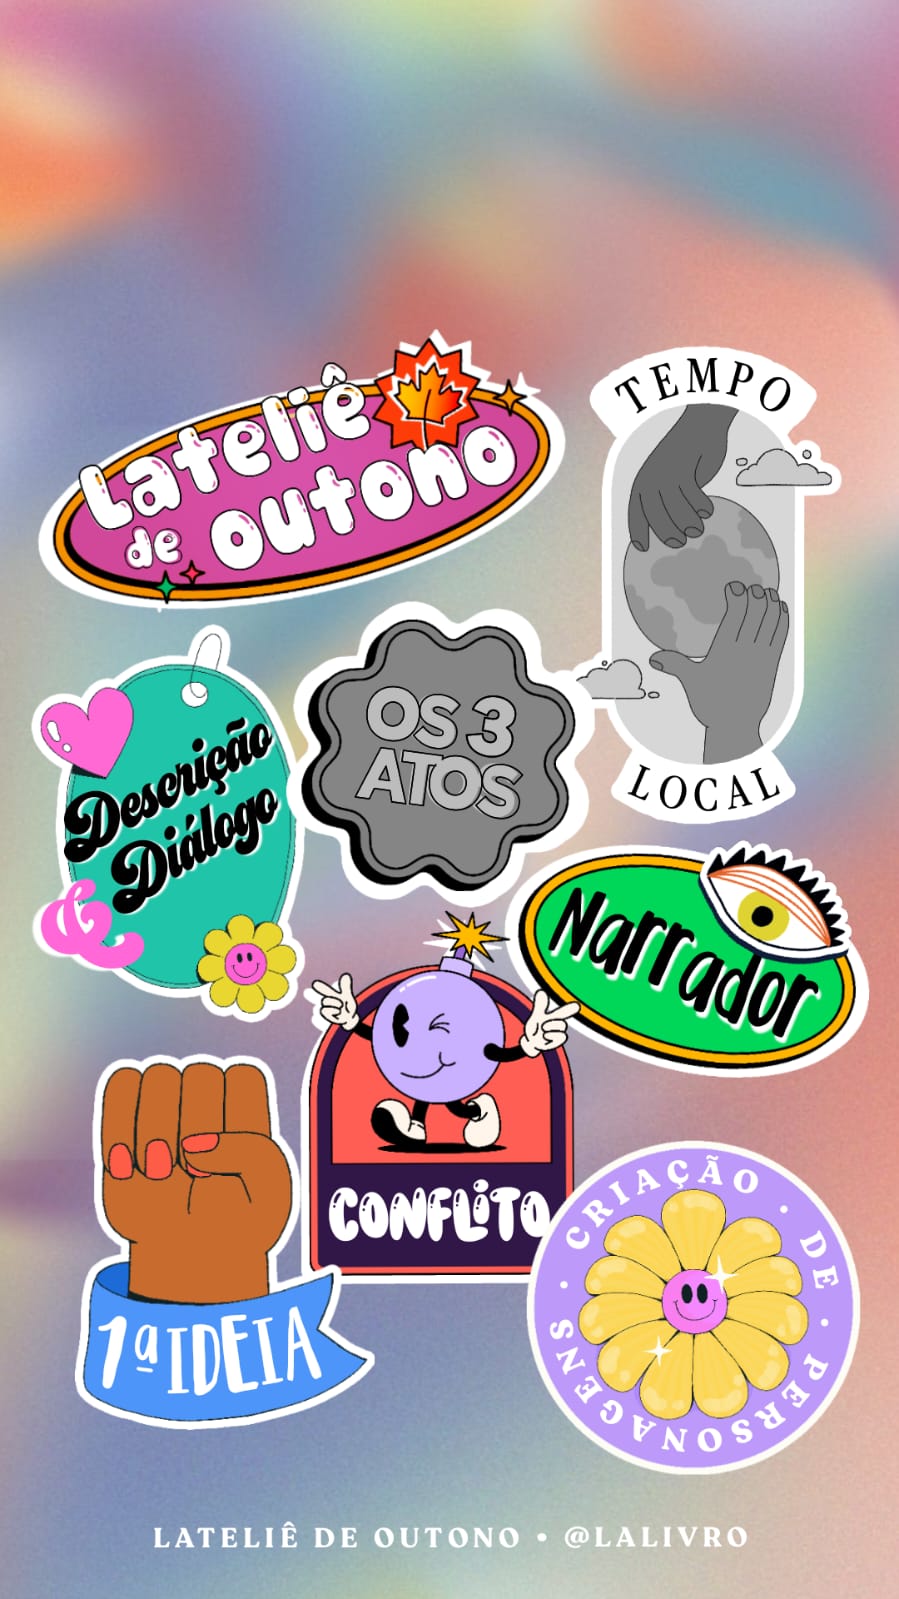 Lateliê
de outono
TEMPO
LOCAL
OS 3
ATOS
Descrição
&
Diálogo
Narrador
CONFLITO
1ª IDEIA
CRIAÇÃO · DE · PERSONAGENS ·
LATELIÊ DE OUTONO • @LALIVRO